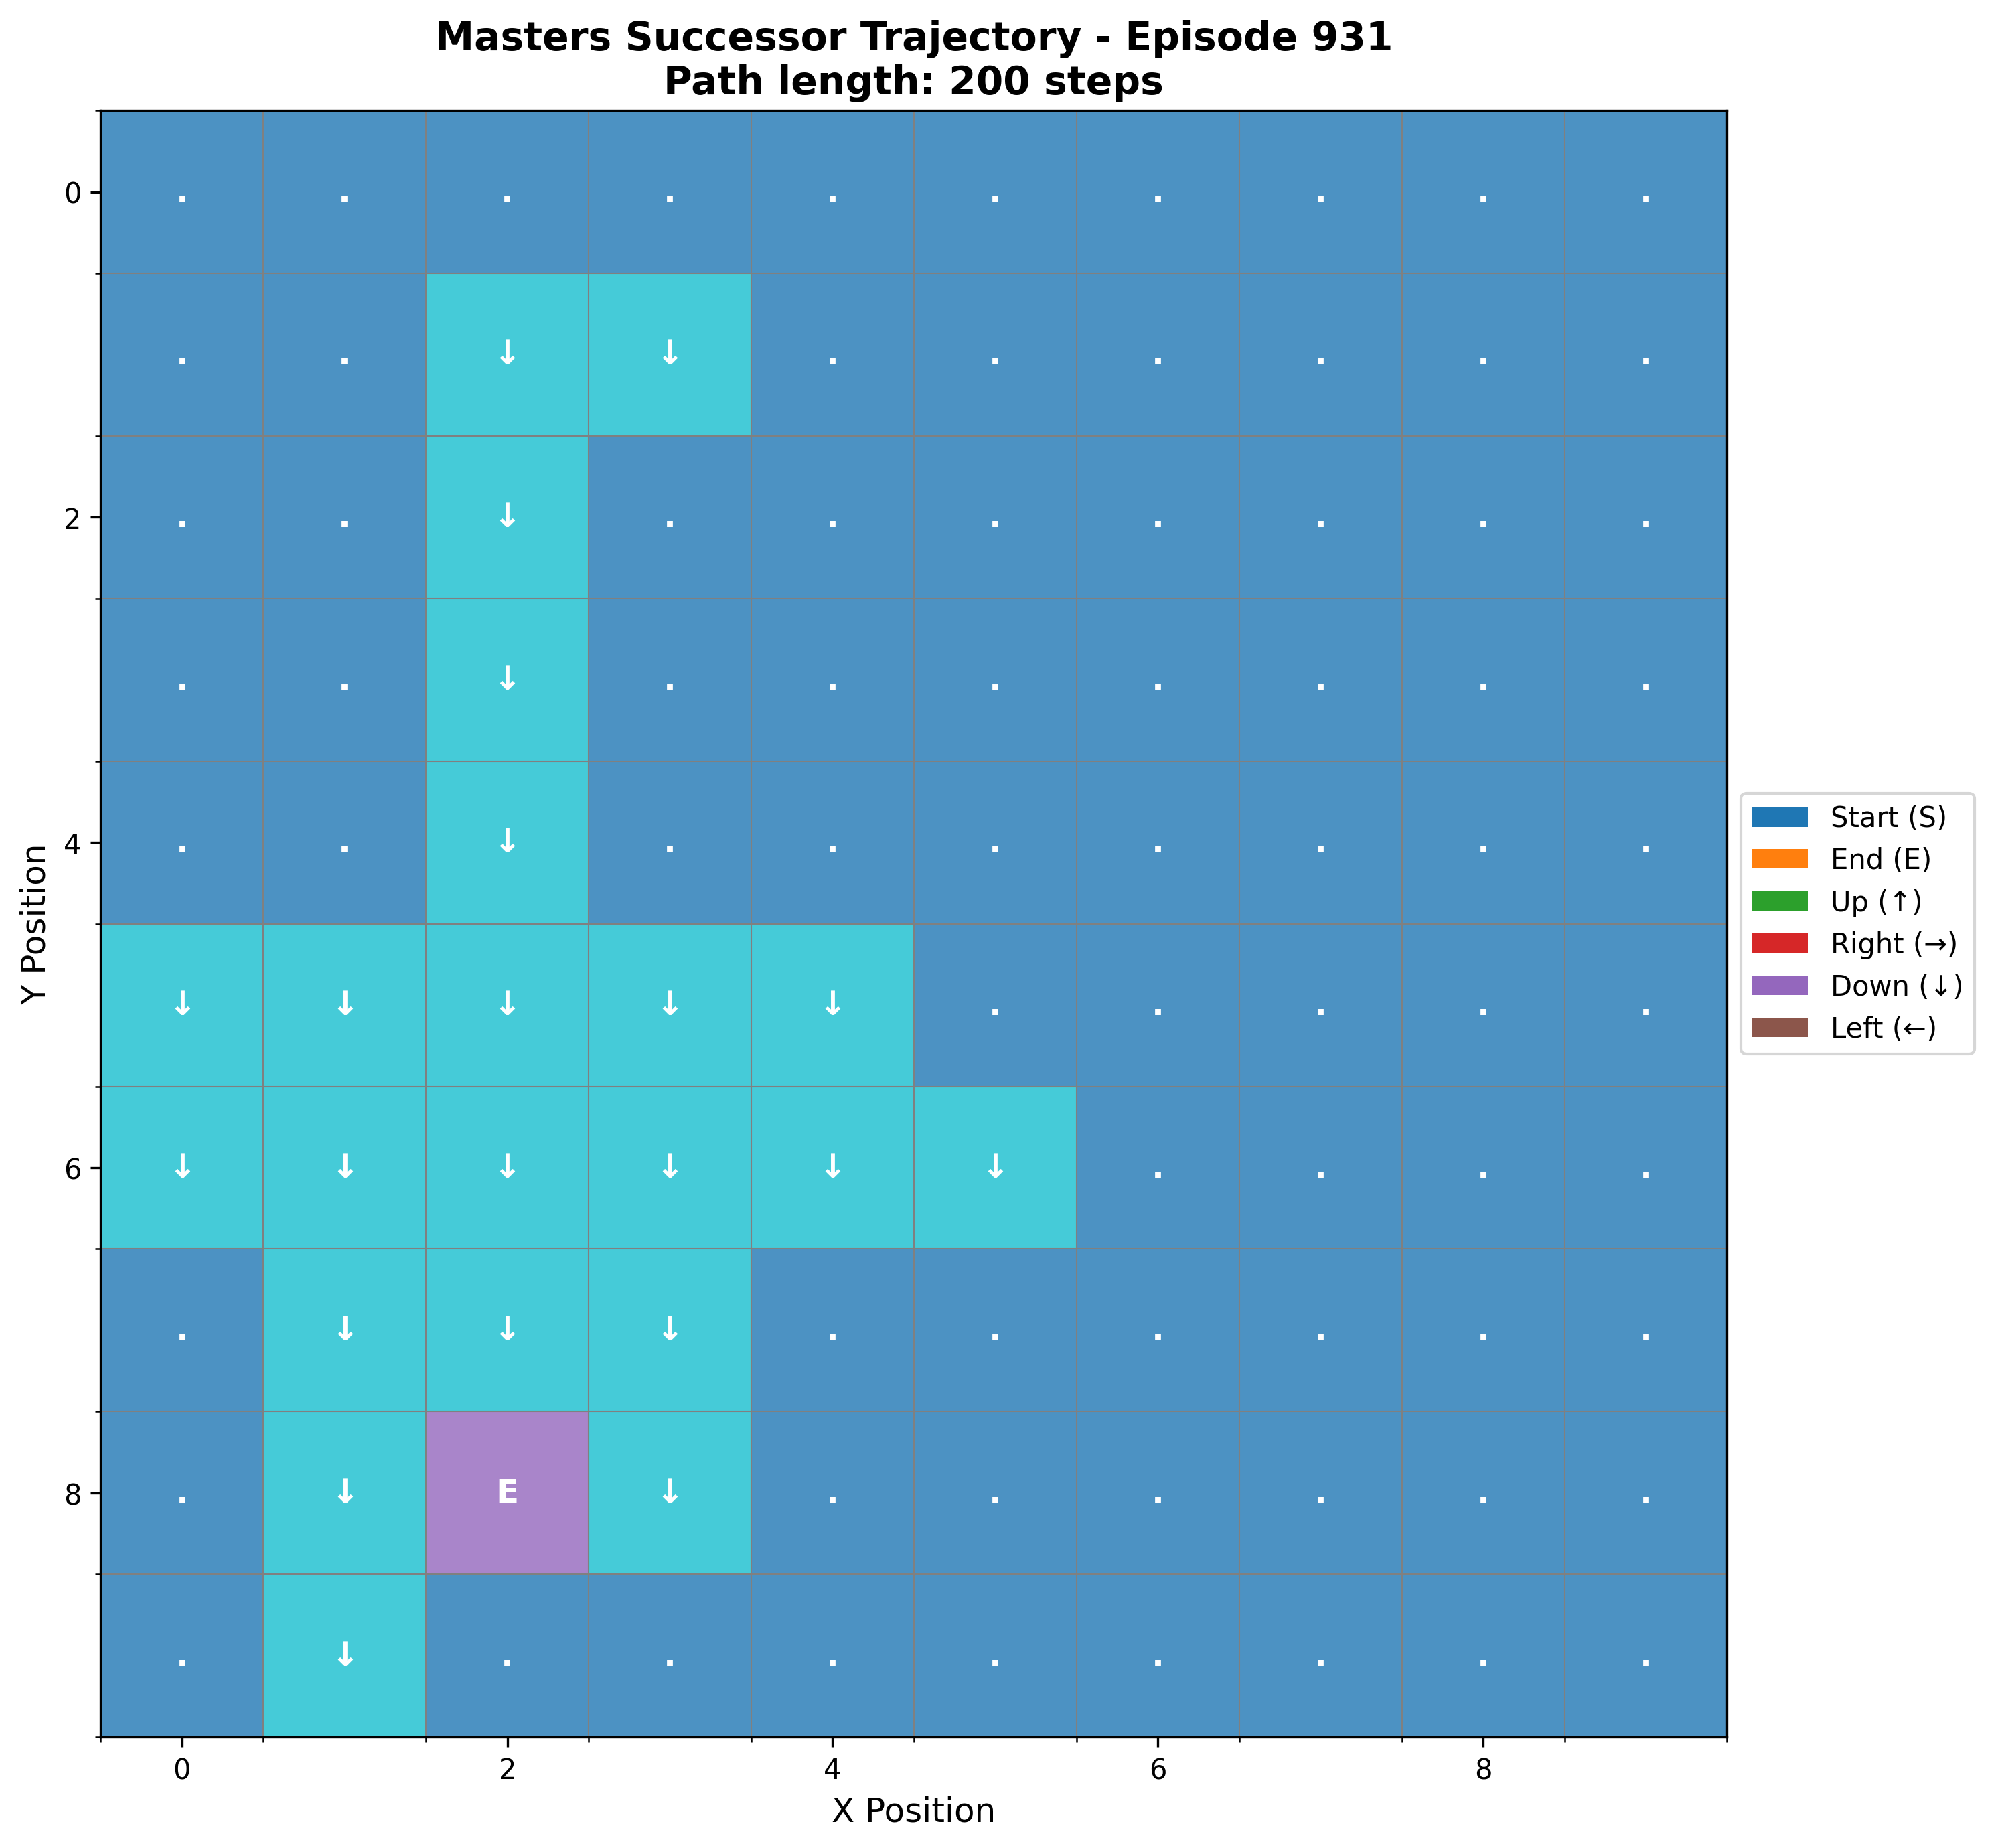 Masters Successor Trajectory - Episode 931
Path length: 200 steps
0 . . . . . . . . . .
. . ↓ ↓ . . . . . .
2 . . ↓ . . . . . . .
. . ↓ . . . . . . .
4 . . ↓ . . . . . . .
↓ ↓ ↓ ↓ ↓ . . . . .
6 ↓ ↓ ↓ ↓ ↓ ↓ . . . .
. ↓ ↓ ↓ . . . . . .
8 . ↓ E ↓ . . . . . .
. ↓ . . . . . . . .
0 2 4 6 8
X Position
Y Position
Start (S)
End (E)
Up (↑)
Right (→)
Down (↓)
Left (←)